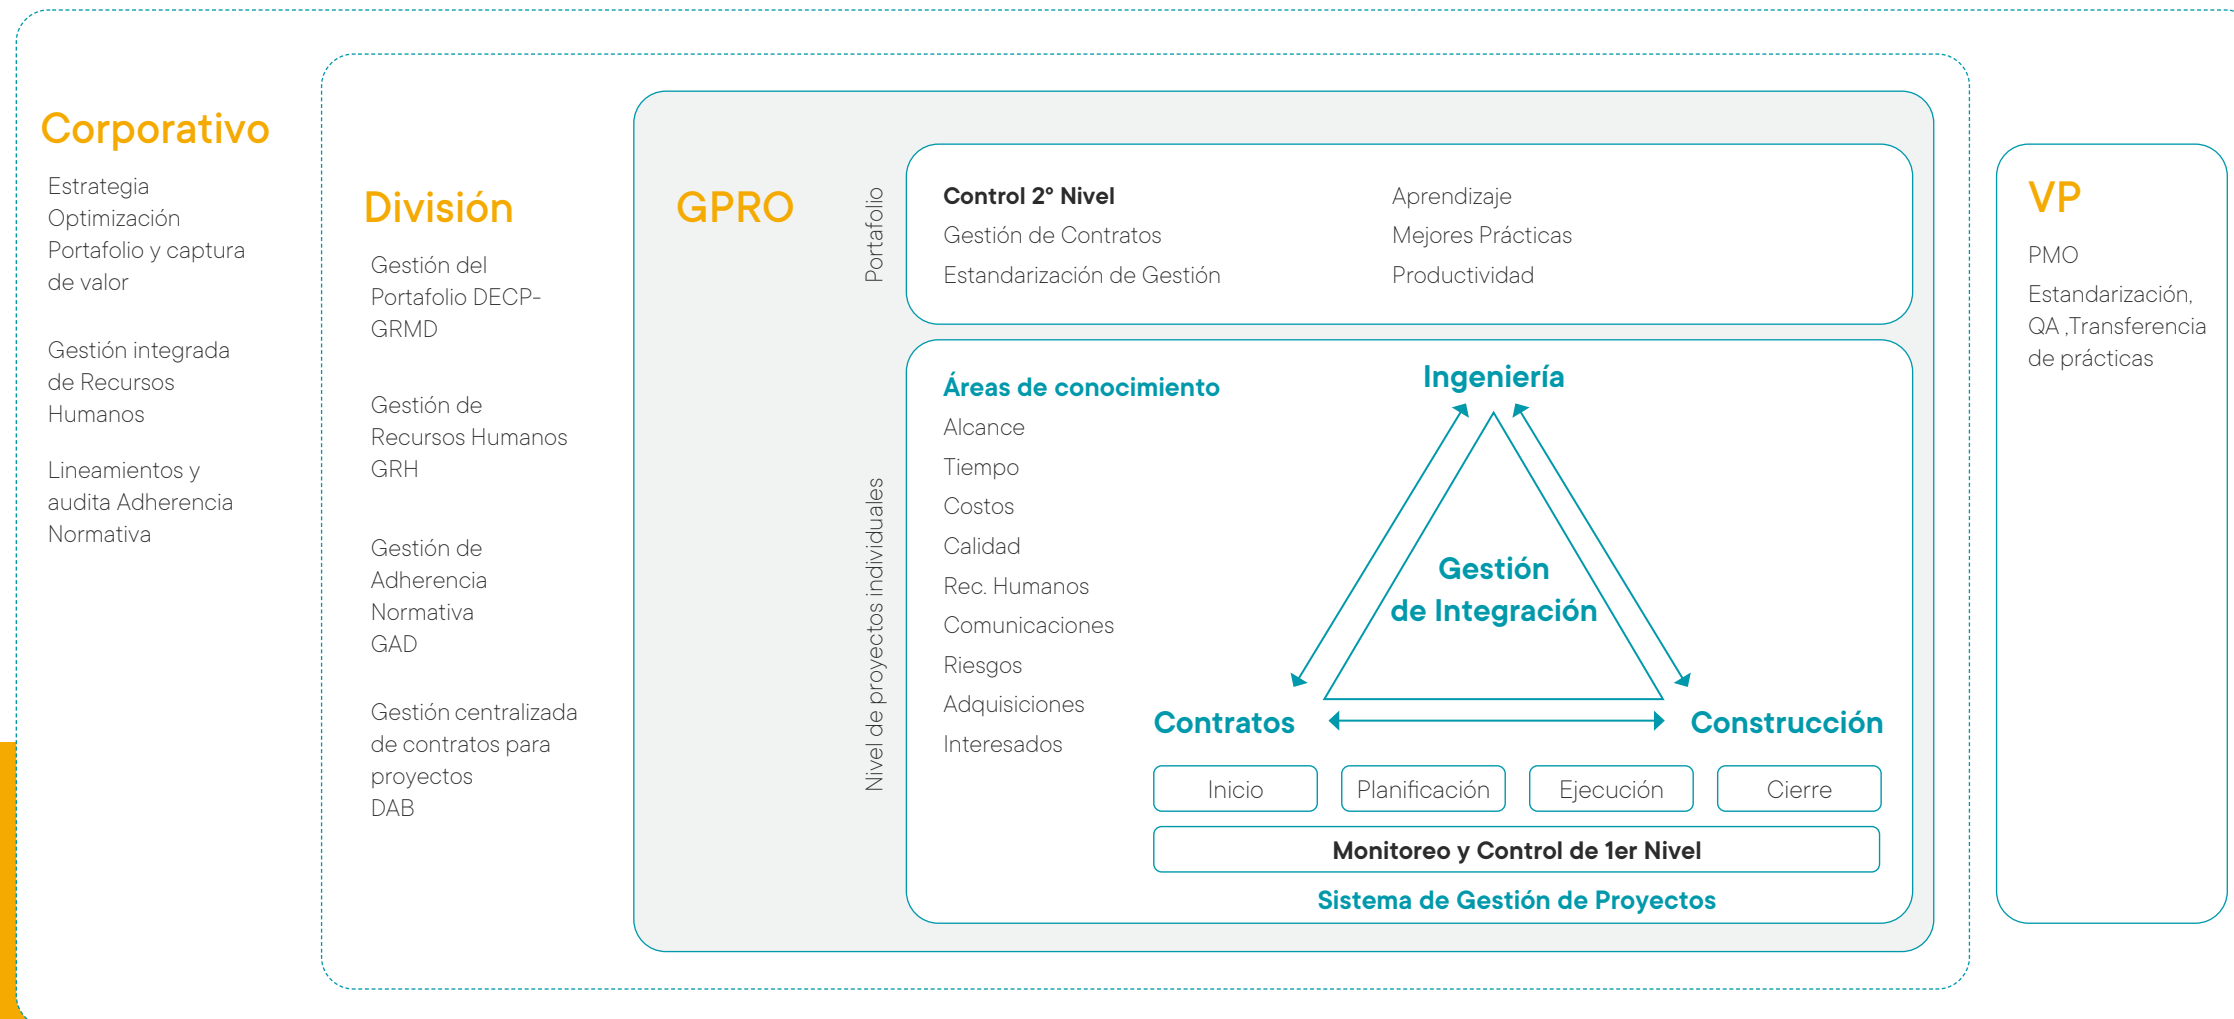 Corporativo
Estrategia
Optimización
Portafolio y captura
de valor
Gestión integrada
de Recursos
Humanos
Lineamientos y
audita Adherencia
Normativa
División
Gestión del
Portafolio DECP-
GRMD
Gestión de
Recursos Humanos
GRH
Gestión de
Adherencia
Normativa
GAD
Gestión centralizada
de contratos para
proyectos
DAB
GPRO
Portafolio
Control 2° Nivel
Gestión de Contratos
Estandarización de Gestión
Aprendizaje
Mejores Prácticas
Productividad
Nivel de proyectos individuales
Áreas de conocimiento
Alcance
Tiempo
Costos
Calidad
Rec. Humanos
Comunicaciones
Riesgos
Adquisiciones
Interesados
Ingeniería
Gestión
de Integración
Contratos
Construcción
Inicio
Planificación
Ejecución
Cierre
Monitoreo y Control de 1er Nivel
Sistema de Gestión de Proyectos
VP
PMO
Estandarización,
QA ,Transferencia
de prácticas